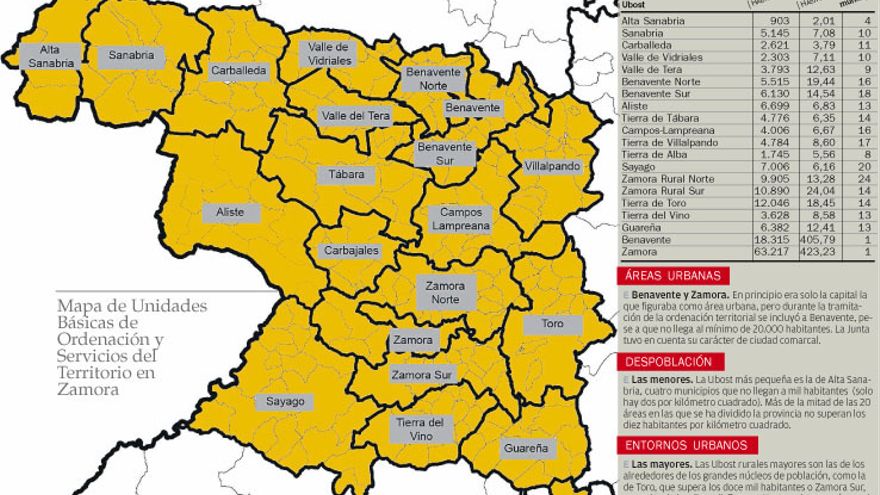 Alta
Sanabria
Sanabria
Carballeda
Valle de
Vidriales
Benavente
Norte
Benavente
Valle del Tera
Benavente
Sur
Villalpando
Tábara
Aliste
Campos
Lampreana
Carbajales
Zamora
Norte
Toro
Zamora
Zamora Sur
Sayago
Tierra del
Vino
Guareña
Mapa de Unidades
Básicas de
Ordenación y
Servicios del
Territorio en
Zamora
Ubost
Alta Sanabria 903 2,01 4
Sanabria 5.145 7,08 10
Carballeda 2.621 3,79 11
Valle de Vidriales 2.303 7,11 10
Valle de Tera 3.793 12,63 9
Benavente Norte 5.515 19,44 16
Benavente Sur 6.130 14,54 18
Aliste 6.699 6,83 13
Tierra de Tábara 4.776 6,35 14
Campos-Lampreana 4.006 6,67 16
Tierra de Villalpando 4.784 8,60 17
Tierra de Alba 1.745 5,56 8
Sayago 7.006 6,16 20
Zamora Rural Norte 9.905 13,28 24
Zamora Rural Sur 10.890 24,04 14
Tierra de Toro 12.046 18,45 14
Tierra del Vino 3.628 8,58 13
Guareña 6.382 12,41 13
Benavente 18.315 405,79 1
Zamora 63.217 423,23 1
ÁREAS URBANAS
Benavente y Zamora. En principio era solo la capital la
que figuraba como área urbana, pero durante la tramita-
ción de la ordenación territorial se incluyó a Benavente, pe-
se a que no llega al mínimo de 20.000 habitantes. La Junta
tuvo en cuenta su carácter de ciudad comarcal.
DESPOBLACIÓN
Las menores. La Ubost más pequeña es la de Alta Sana-
bria, cuatro municipios que no llegan a mil habitantes (solo
hay dos por kilómetro cuadrado). Más de la mitad de las 20
áreas en las que se ha dividido la provincia no superan los
diez habitantes por kilómetro cuadrado.
ENTORNOS URBANOS
Las mayores. Las Ubost rurales mayores son las de los
alrededores de los grandes núcleos de población, como la
de Toro, que supera los doce mil habitantes o Zamora Sur,